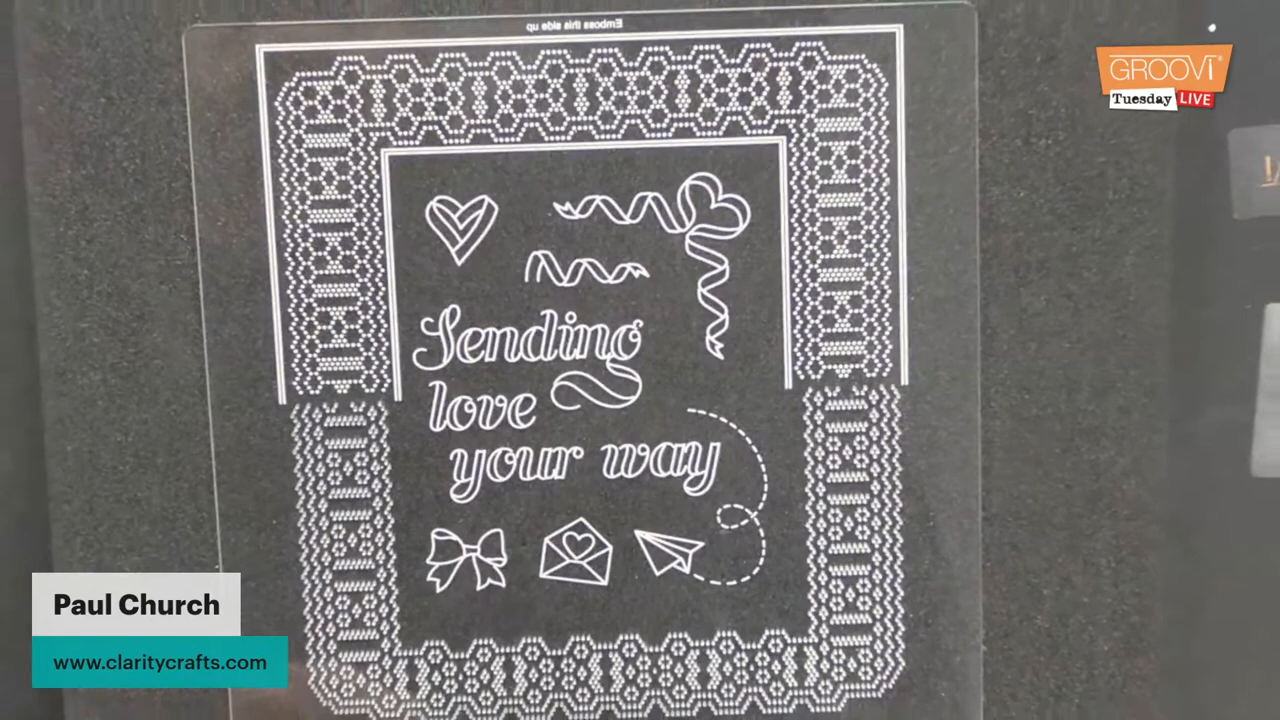 Emboss this side up
GROOVI®
Tuesday LIVE
Sending
love
your way
Paul Church
www.claritycrafts.com